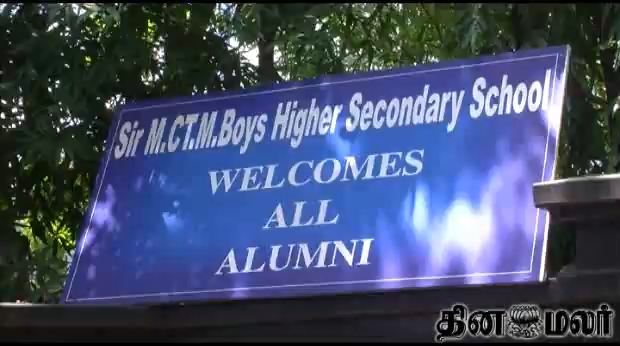 Sir M.CT.M.Boys Higher Secondary School
WELCOMES
ALL
ALUMNI
தின மலர்